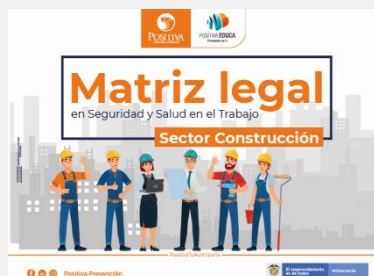 POSITIVA
POSITIVA EDUCA
Matriz legal
en Seguridad y Salud en el Trabajo
Sector Construcción
Positiva Prevención